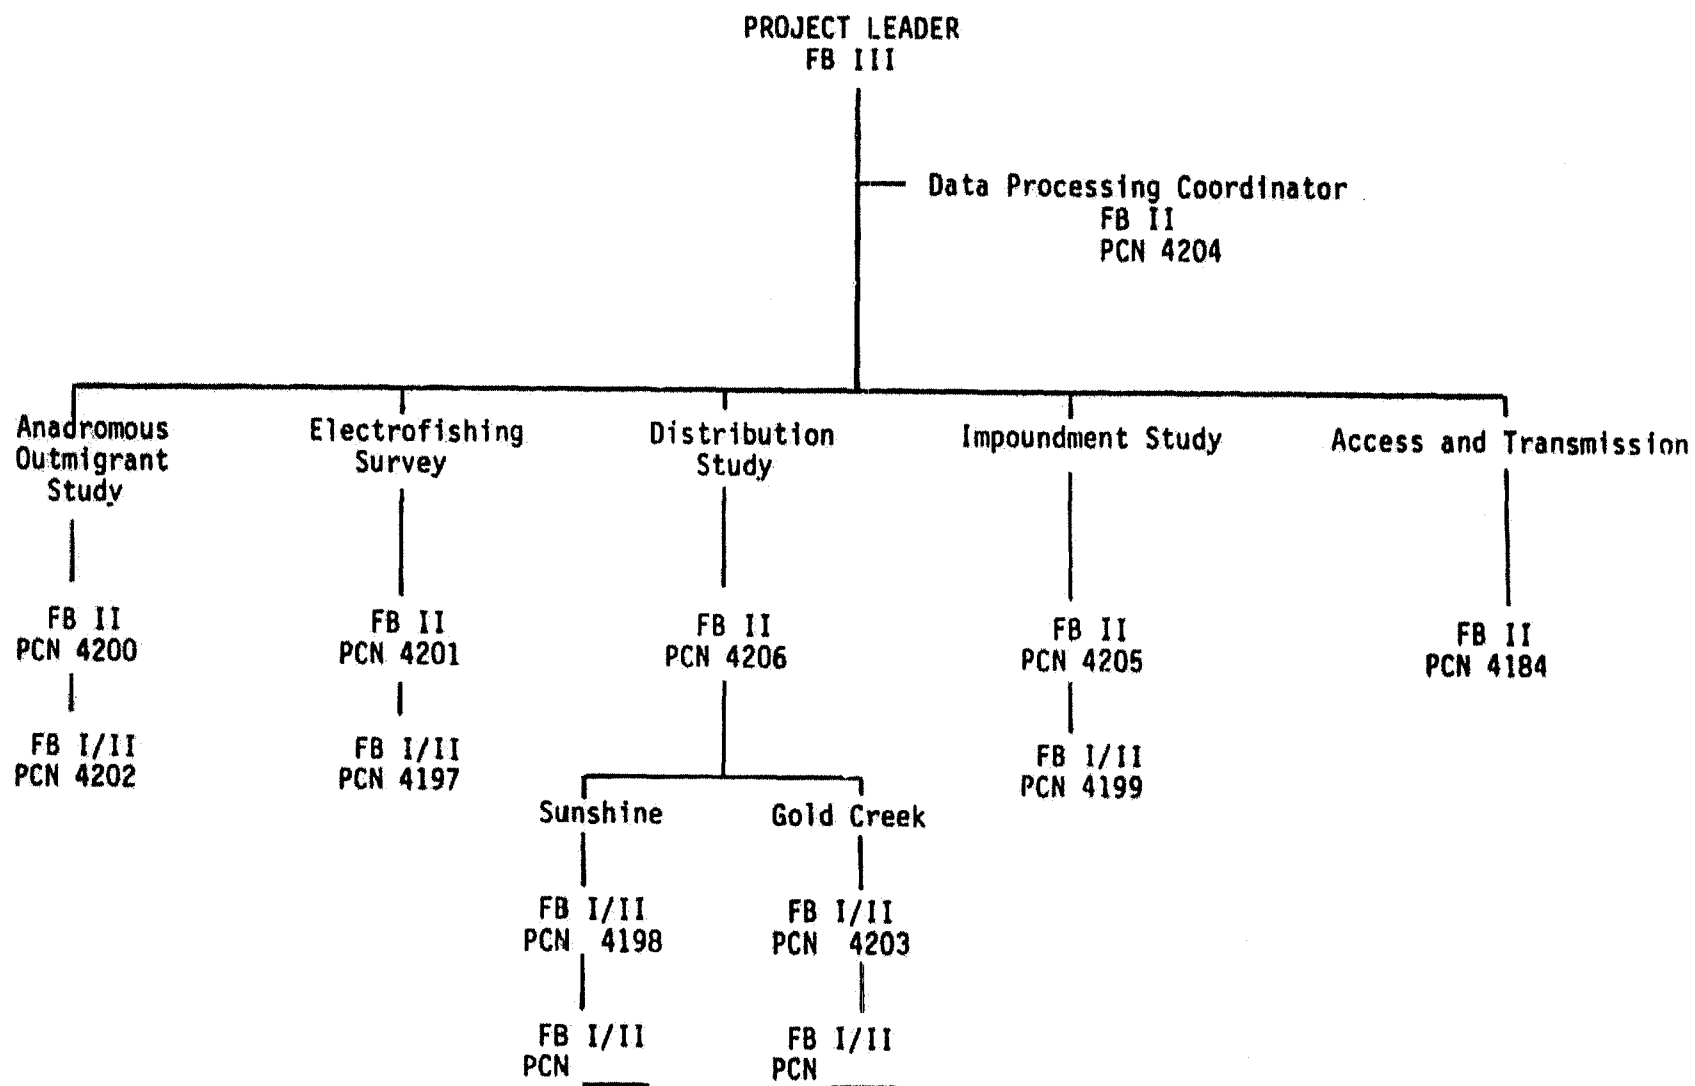 PROJECT LEADER
FB III
Data Processing Coordinator
FB II
PCN 4204
Anadromous
Outmigrant
Study
Electrofishing
Survey
Distribution
Study
Impoundment Study
Access and Transmission
FB II
PCN 4200
FB II
PCN 4201
FB II
PCN 4206
FB II
PCN 4205
FB II
PCN 4184
FB I/II
PCN 4202
FB I/II
PCN 4197
FB I/II
PCN 4199
Sunshine
Gold Creek
FB I/II
PCN 4198
FB I/II
PCN 4203
FB I/II
PCN
FB I/II
PCN